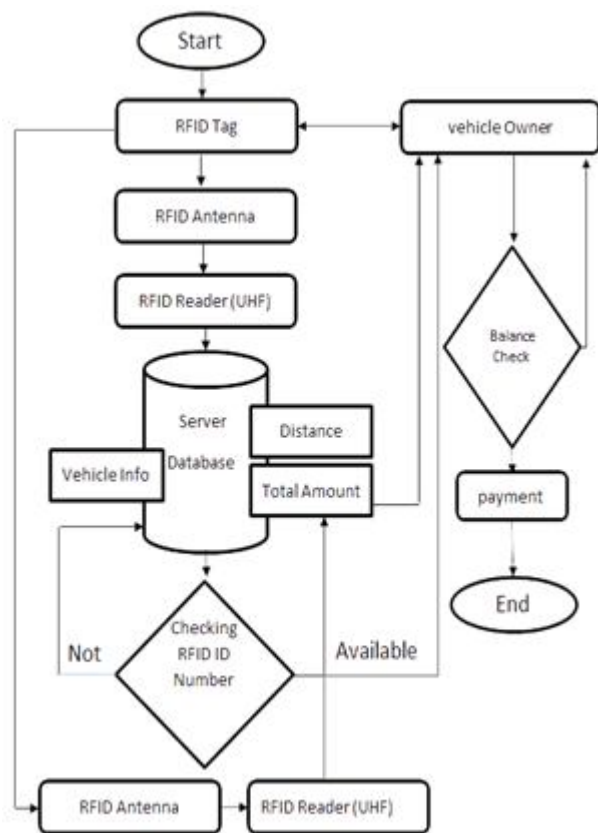 Start
RFID Tag
vehicle Owner
RFID Antenna
RFID Reader (UHF)
Balance
Check
Server
Database
Distance
Vehicle Info
Total Amount
payment
End
Checking
RFID ID
Number
Not
Available
RFID Antenna
RFID Reader (UHF)